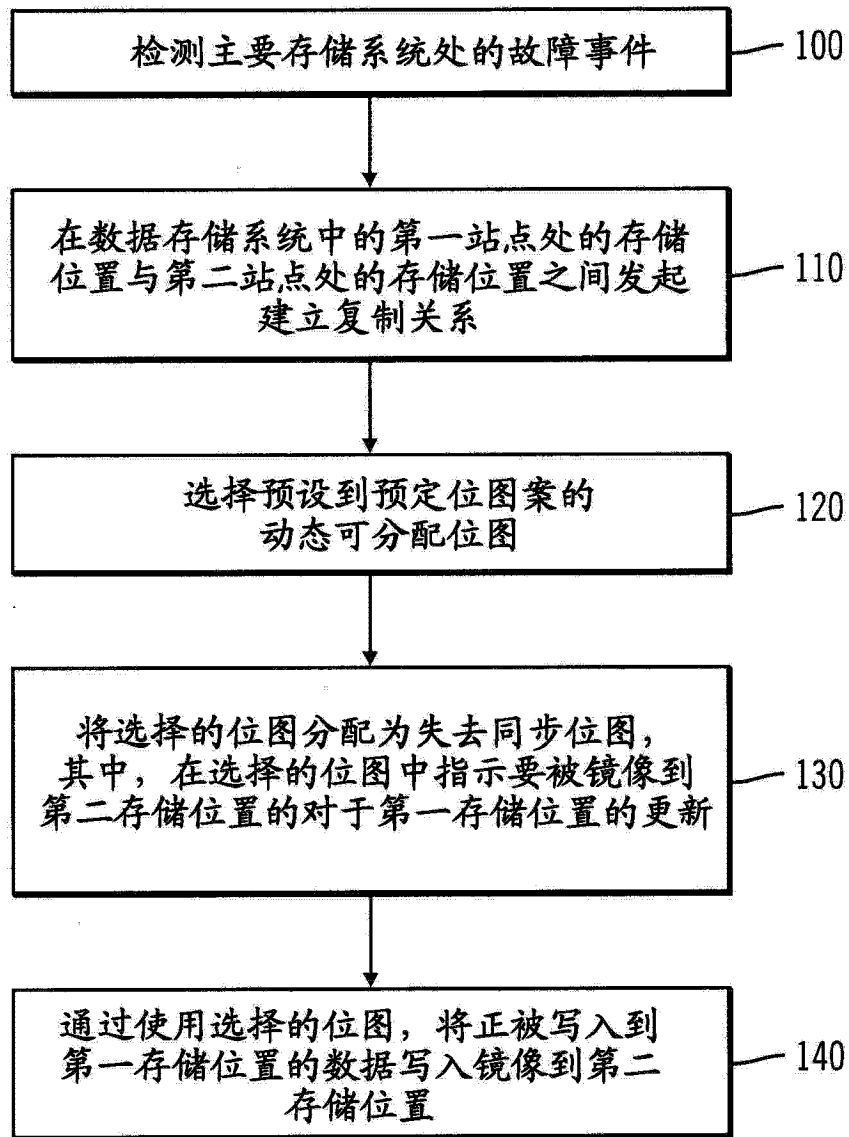 检测主要存储系统处的故障事件
100
在数据存储系统中的第一站点处的存储
位置与第二站点处的存储位置之间发起
建立复制关系
110
选择预设到预定位图案的
动态可分配位图
120
将选择的位图分配为失去同步位图，
其中，在选择的位图中指示要被镜像到
第二存储位置的对于第一存储位置的更新
130
通过使用选择的位图，将正被写入到
第一存储位置的数据写入镜像到第二
存储位置
140